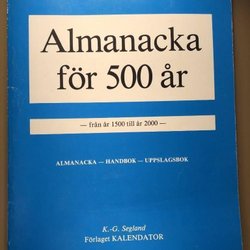 Almanacka
för 500 år
— från år 1500 till år 2000 —
ALMANACKA — HANDBOK — UPPSLAGSBOK
K.-G. Segland
Förlaget KALENDATOR